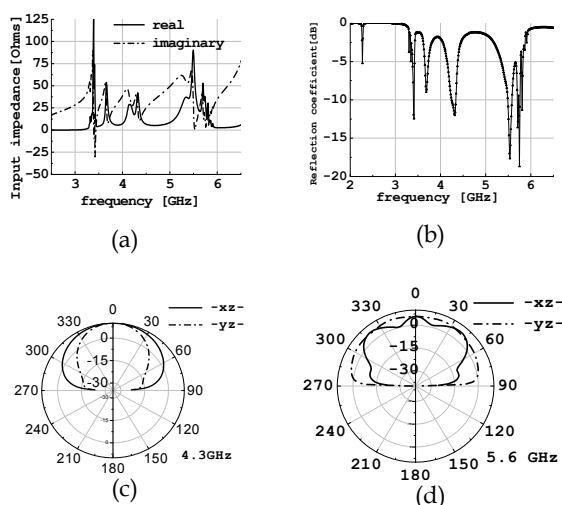 Input impedance[Ohms]
125
100
75
50
25
0
-25
-50
real
imaginary
3 4 5 6
frequency [GHz]
(a)
Reflection coefficient[dB]
0
-5
-10
-15
-20
2 3 4 5 6
frequency [GHz]
(b)
0
330 30
300 60
270 90
240 120
210 150
180
-15
-30
-30
-15
0
-xz-
-yz-
4.3GHz
(c)
0
330 30
300 60
270 90
240 120
210 150
180
-15
-30
-xz-
-yz-
5.6 GHz
(d)